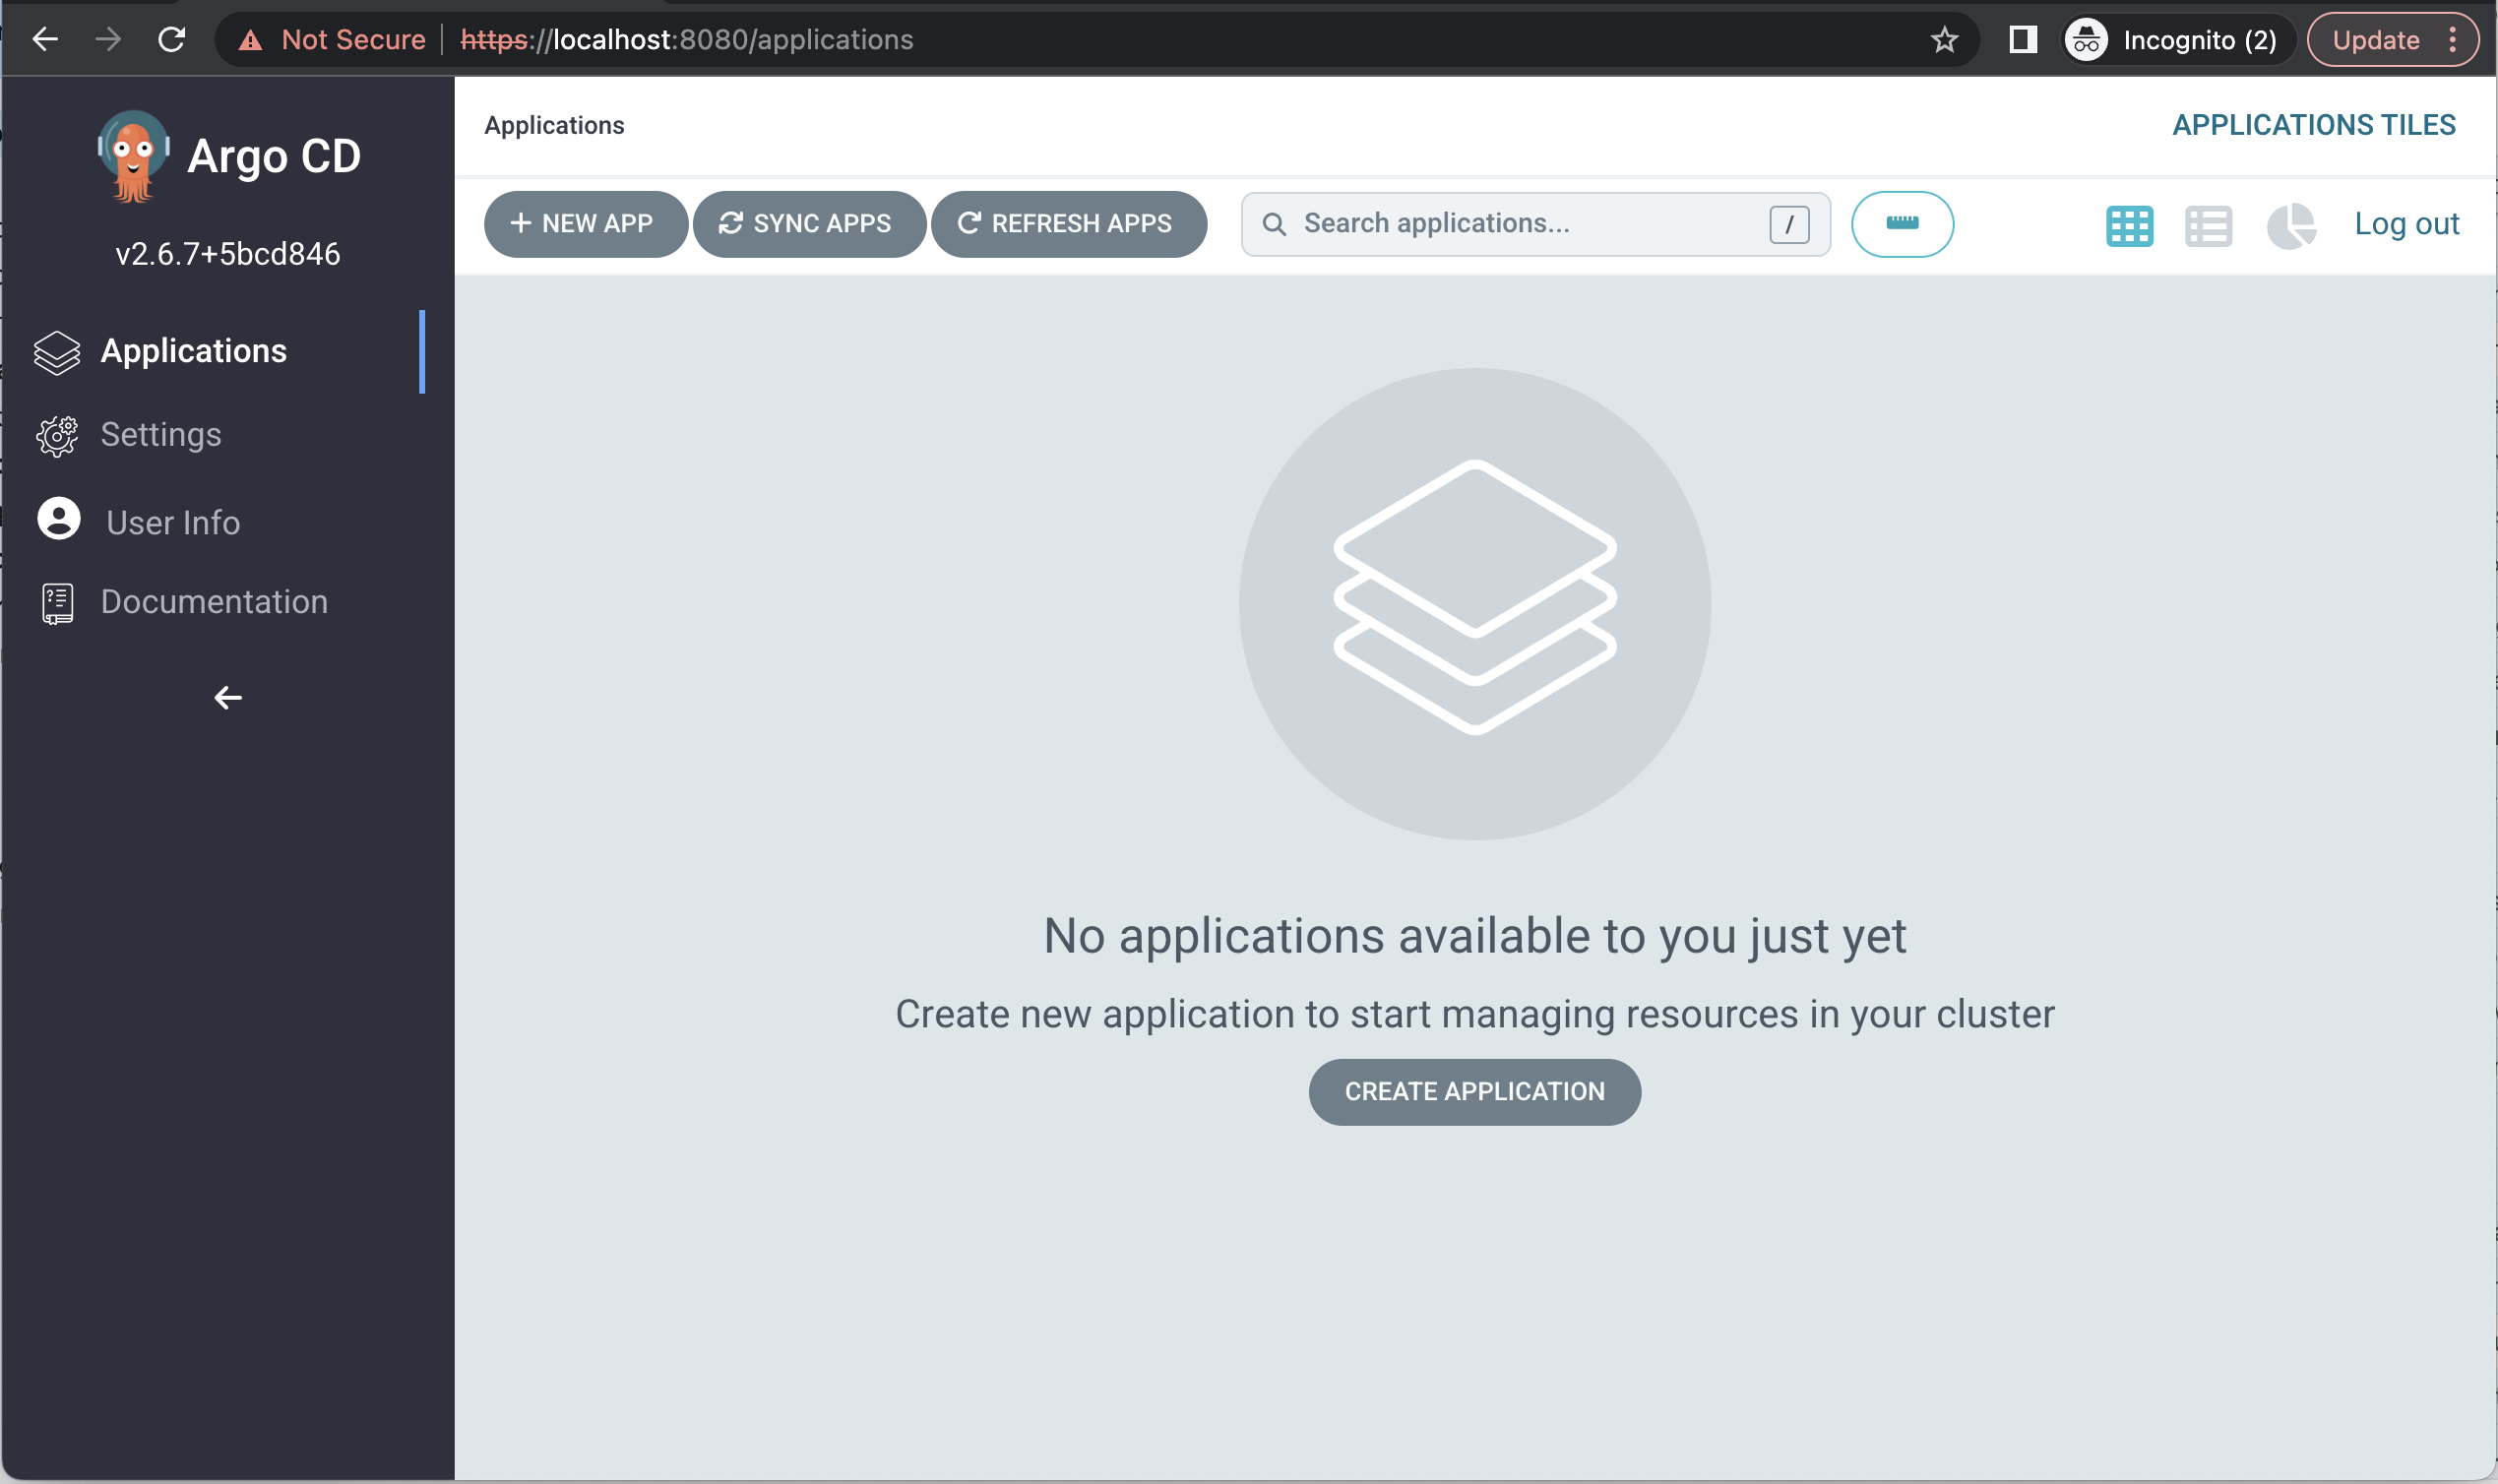 Not Secure https://localhost:8080/applications Incognito (2) Update
Argo CD
v2.6.7+5bcd846
Applications
Settings
User Info
Documentation
Applications APPLICATIONS TILES
+ NEW APP SYNC APPS REFRESH APPS Search applications... / Log out
No applications available to you just yet
Create new application to start managing resources in your cluster
CREATE APPLICATION